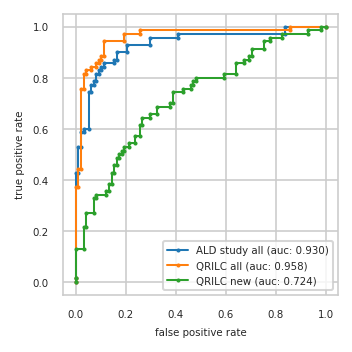 1.0
0.8
0.6
0.4
0.2
0.0
true positive rate
ALD study all (auc: 0.930)
QRILC all (auc: 0.958)
QRILC new (auc: 0.724)
0.0 0.2 0.4 0.6 0.8 1.0
false positive rate